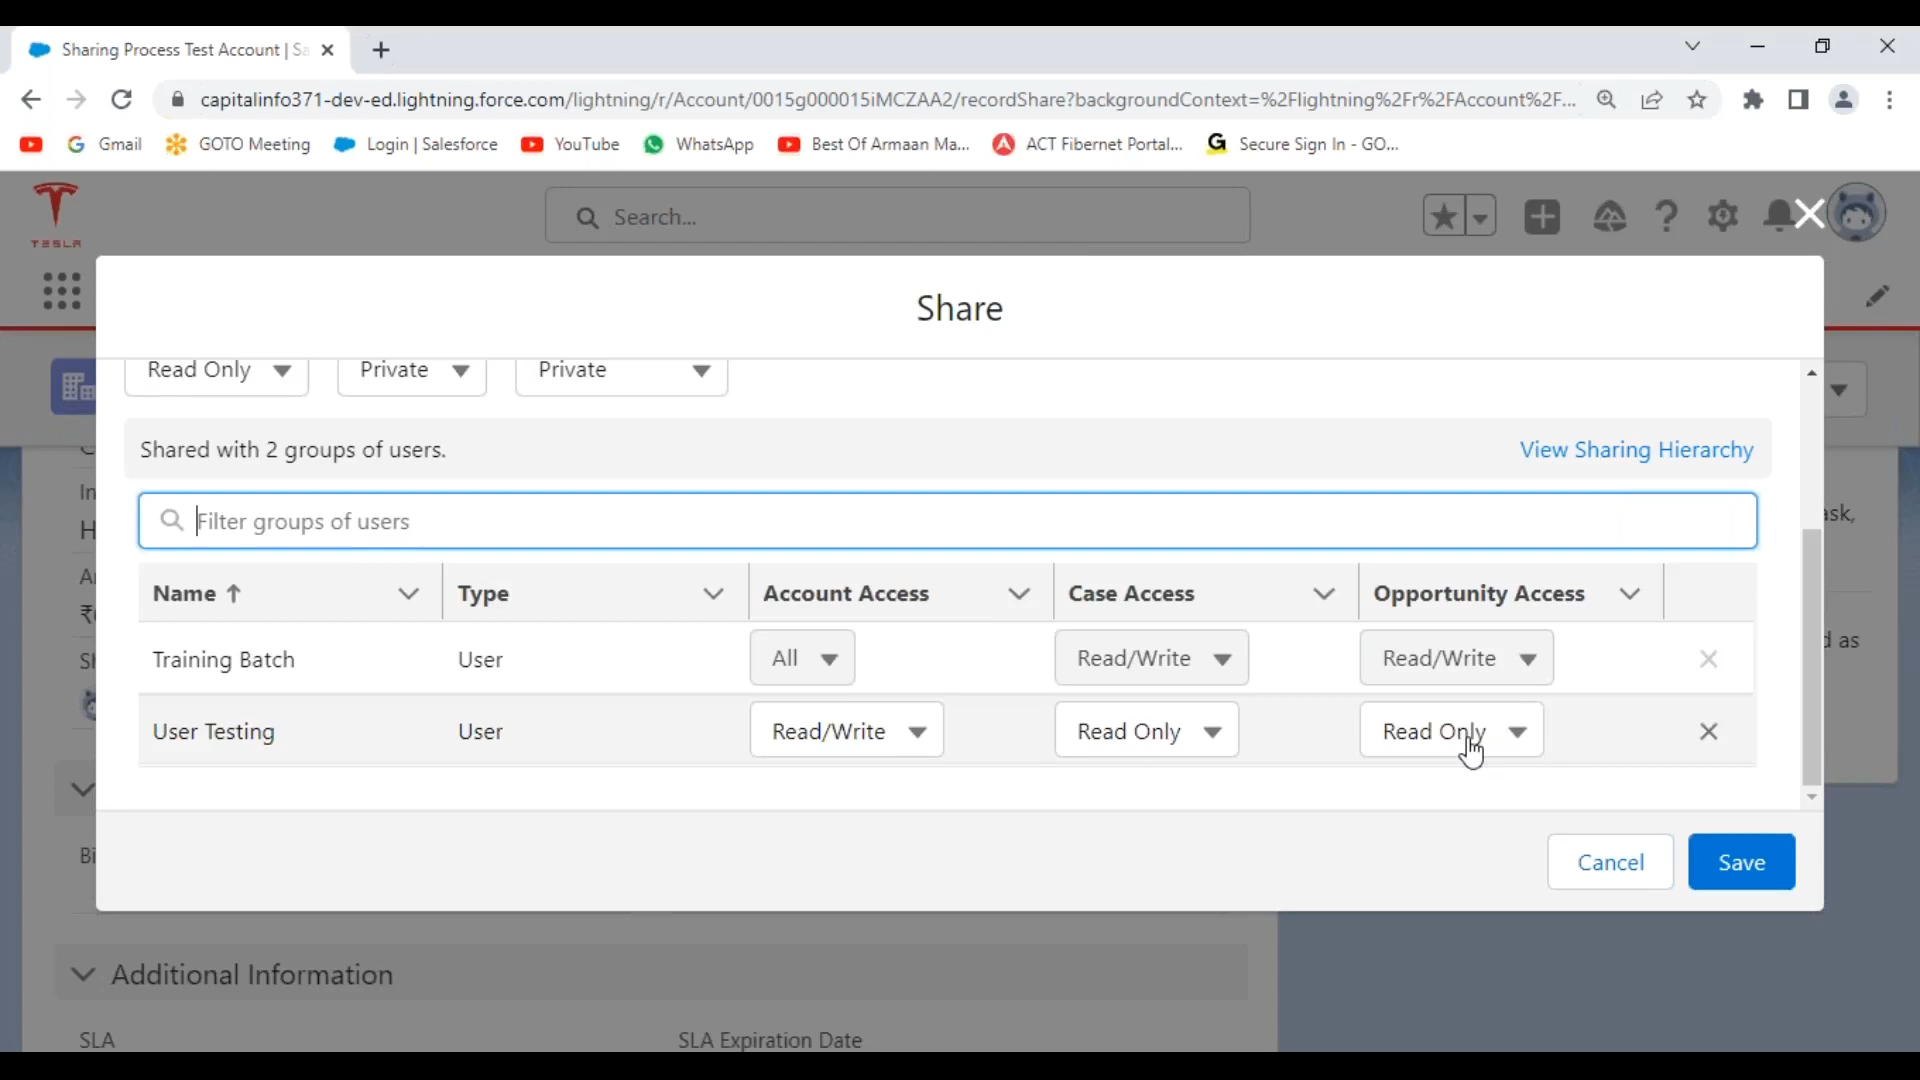 Sharing Process Test Account | Sa
capitalinfo371-dev-ed.lightning.force.com/lightning/r/Account/0015g000015iMCZAA2/recordShare?backgroundContext=%2Flightning%2Fr%2FAccount%2F...
Gmail GOTO Meeting Login | Salesforce YouTube WhatsApp Best Of Armaan Ma... ACT Fibernet Portal... Secure Sign In - GO...
TESLA
Search...
Share
Read Only Private Private
Shared with 2 groups of users. View Sharing Hierarchy
Filter groups of users
Name Type Account Access Case Access Opportunity Access
Training Batch User All Read/Write Read/Write
User Testing User Read/Write Read Only Read Only
Cancel Save
Additional Information
SLA SLA Expiration Date